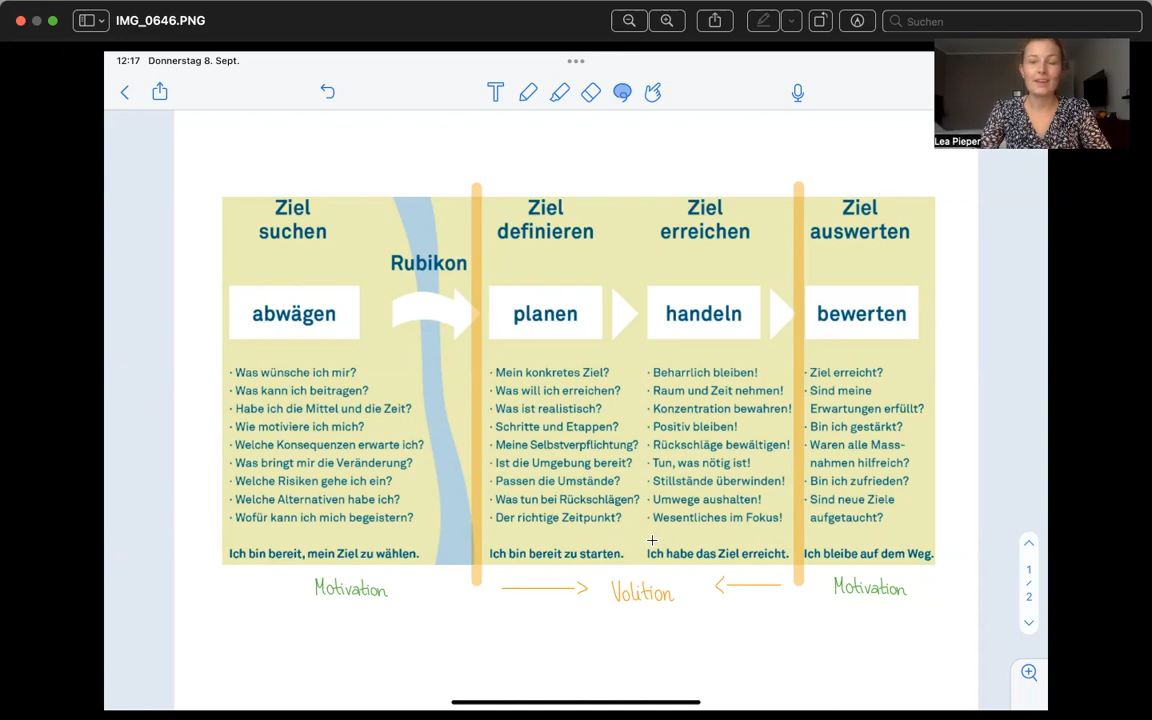 IMG_0646.PNG
Suchen
12:17 Donnerstag 8. Sept.
Lea Pieper
Ziel suchen
Rubikon
abwägen
· Was wünsche ich mir?
· Was kann ich beitragen?
· Habe ich die Mittel und die Zeit?
· Wie motiviere ich mich?
· Welche Konsequenzen erwarte ich?
· Was bringt mir die Veränderung?
· Welche Risiken gehe ich ein?
· Welche Alternativen habe ich?
· Wofür kann ich mich begeistern?
Ich bin bereit, mein Ziel zu wählen.
Motivation
Ziel
definieren
planen
· Mein konkretes Ziel?
· Was will ich erreichen?
· Was ist realistisch?
· Schritte und Etappen?
· Meine Selbstverpflichtung?
· Ist die Umgebung bereit?
· Passen die Umstände?
· Was tun bei Rückschlägen?
· Der richtige Zeitpunkt?
Ich bin bereit zu starten.
Ziel
erreichen
handeln
· Beharrlich bleiben!
· Raum und Zeit nehmen!
· Konzentration bewahren!
· Positiv bleiben!
· Rückschläge bewältigen!
· Tun, was nötig ist!
· Stillstände überwinden!
· Umwege aushalten!
· Wesentliches im Fokus!
Ich habe das Ziel erreicht.
Volition
Ziel
auswerten
bewerten
· Ziel erreicht?
· Sind meine
Erwartungen erfüllt?
· Bin ich gestärkt?
· Waren alle Mass-
nahmen hilfreich?
· Bin ich zufrieden?
· Sind neue Ziele
aufgetaucht?
Ich bleibe auf dem Weg.
Motivation
1
/
2